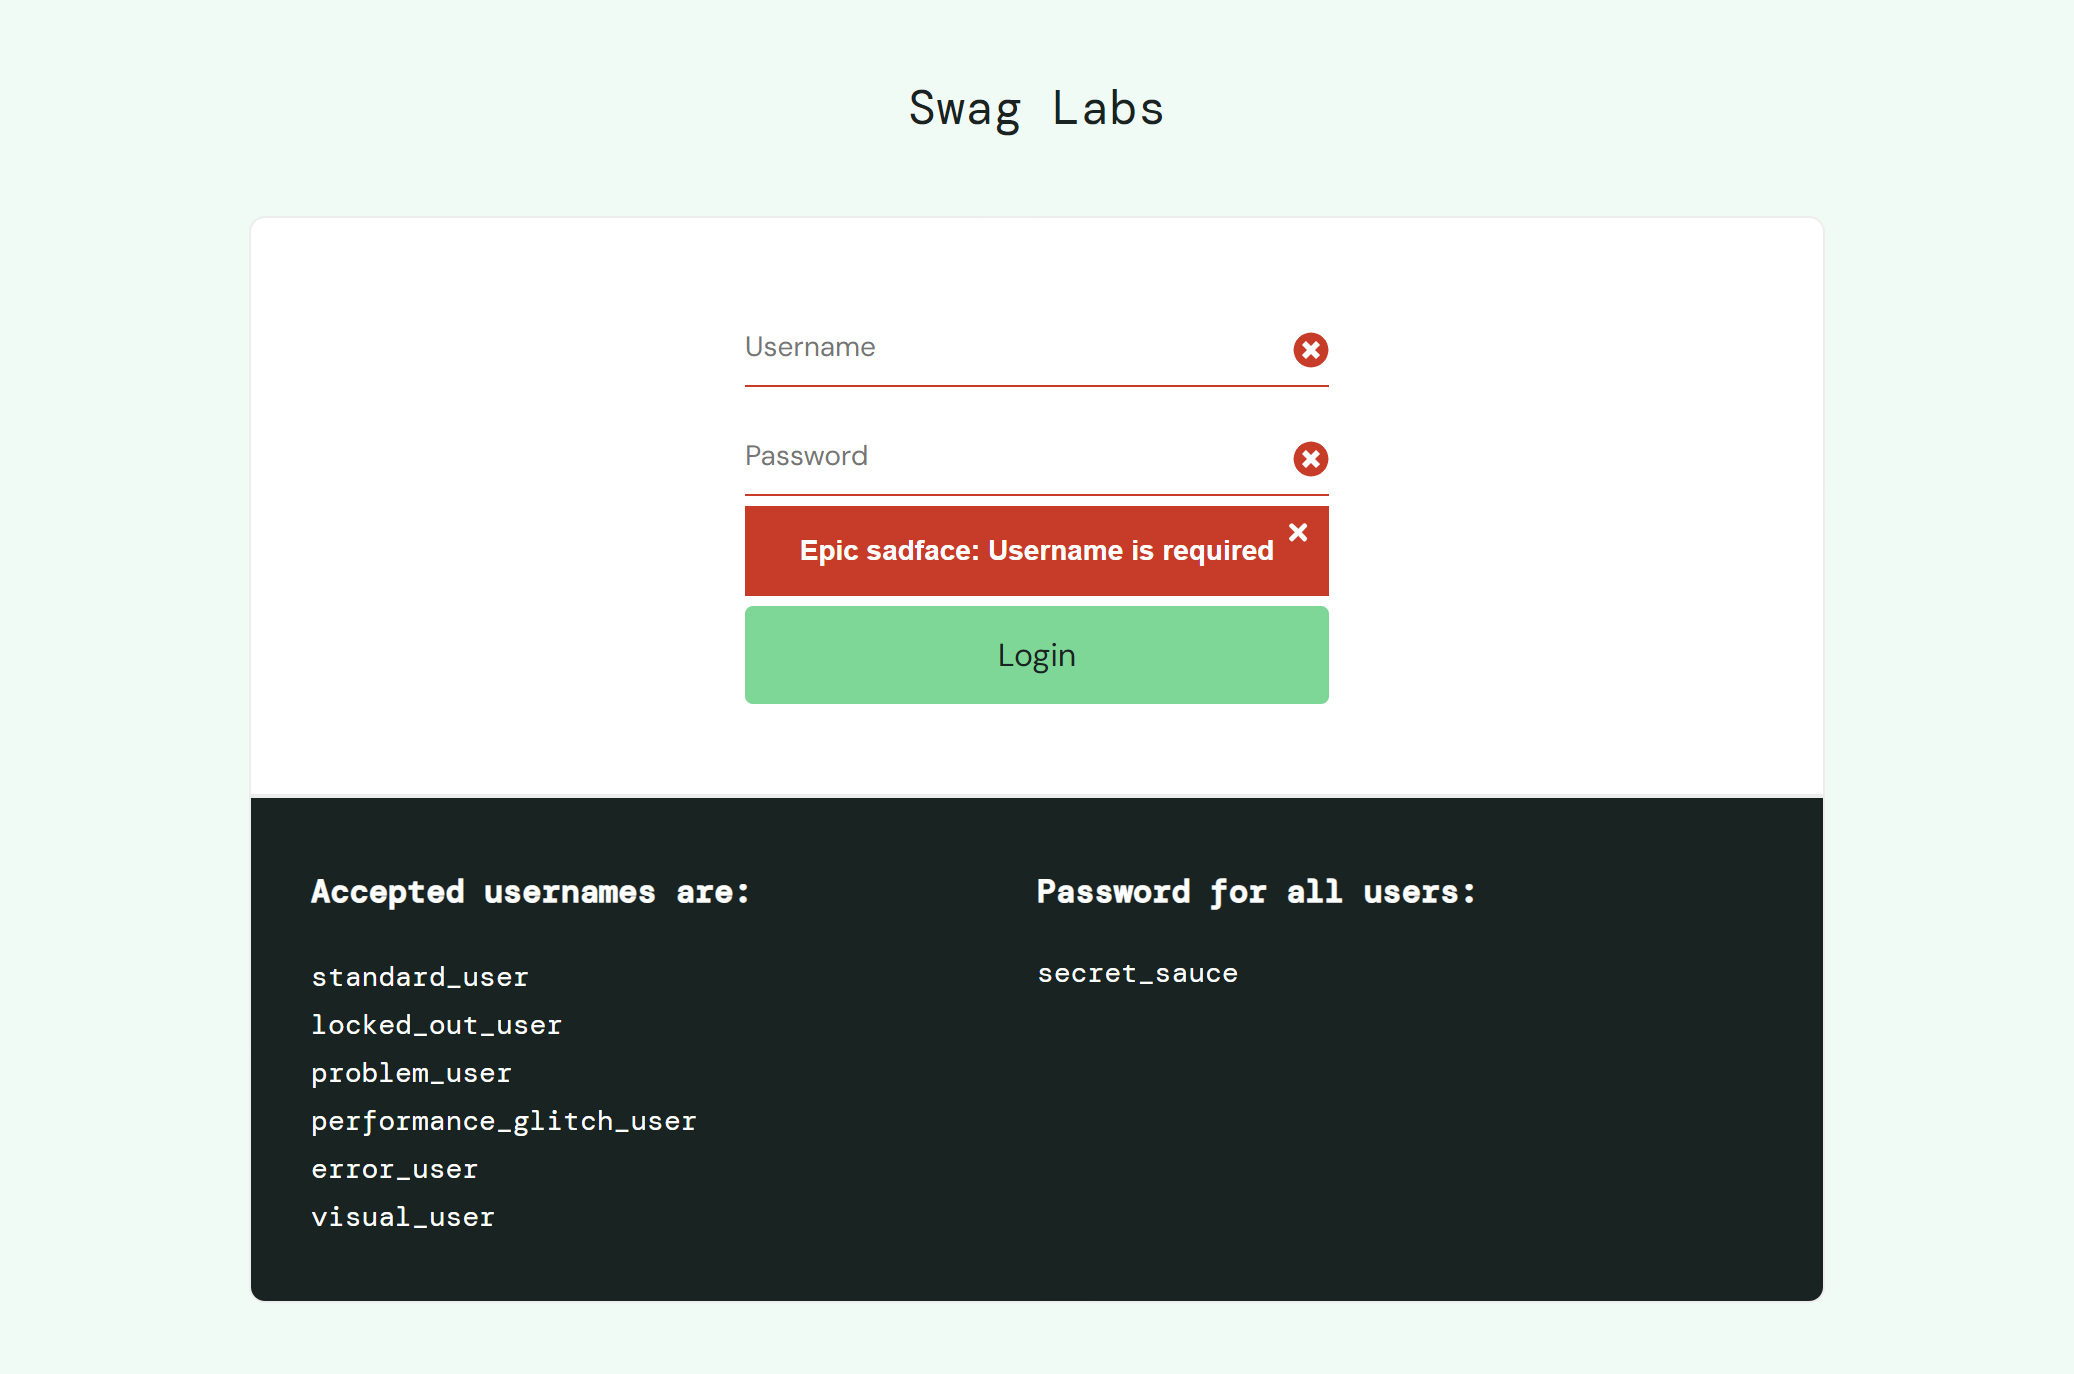 Swag Labs
Username
Password
Epic sadface: Username is required
Login
Accepted usernames are:
standard_user
locked_out_user
problem_user
performance_glitch_user
error_user
visual_user
Password for all users:
secret_sauce